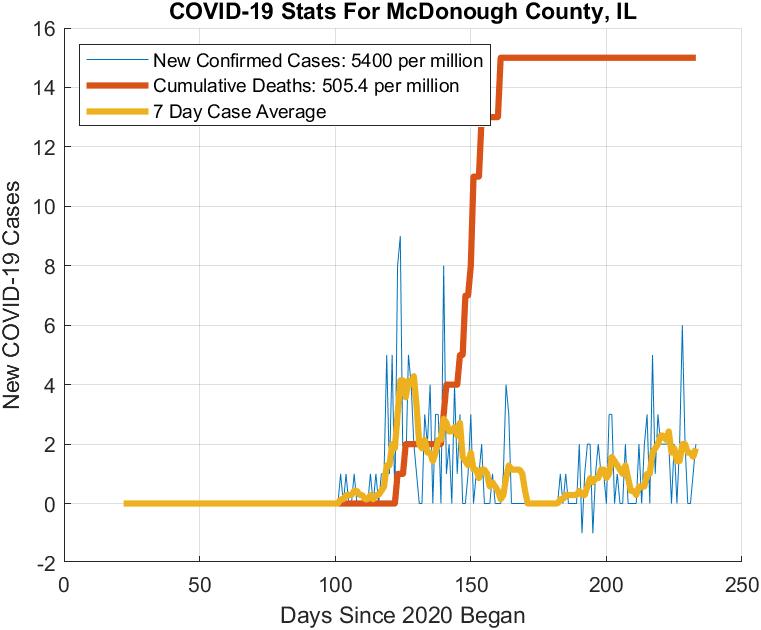 COVID-19 Stats For McDonough County, IL
New Confirmed Cases: 5400 per million
Cumulative Deaths: 505.4 per million
7 Day Case Average
New COVID-19 Cases
16
14
12
10
8
6
4
2
0
-2
0 50 100 150 200 250
Days Since 2020 Began